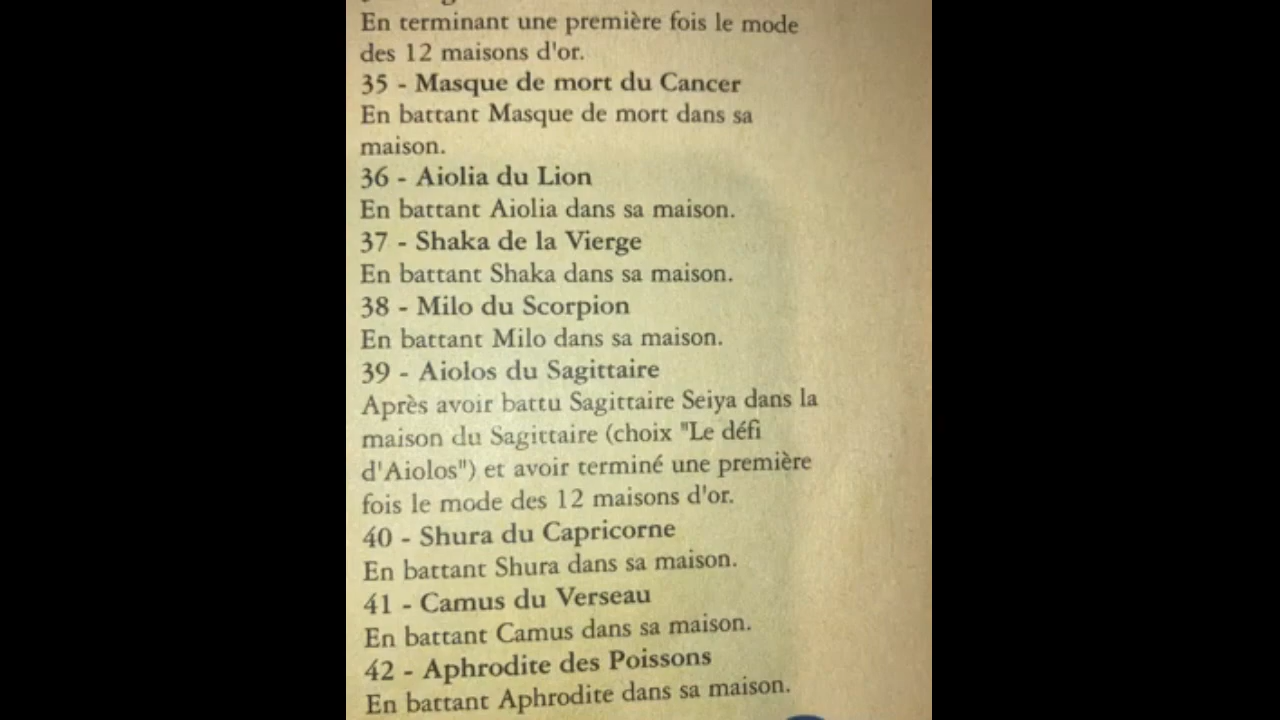 En terminant une première fois le mode
des 12 maisons d'or.
35 - Masque de mort du Cancer
En battant Masque de mort dans sa
maison.
36 - Aiolia du Lion
En battant Aiolia dans sa maison.
37 - Shaka de la Vierge
En battant Shaka dans sa maison.
38 - Milo du Scorpion
En battant Milo dans sa maison.
39 - Aiolos du Sagittaire
Après avoir battu Sagittaire Seiya dans la
maison du Sagittaire (choix "Le défi
d'Aiolos") et avoir terminé une première
fois le mode des 12 maisons d'or.
40 - Shura du Capricorne
En battant Shura dans sa maison.
41 - Camus du Verseau
En battant Camus dans sa maison.
42 - Aphrodite des Poissons
En battant Aphrodite dans sa maison.